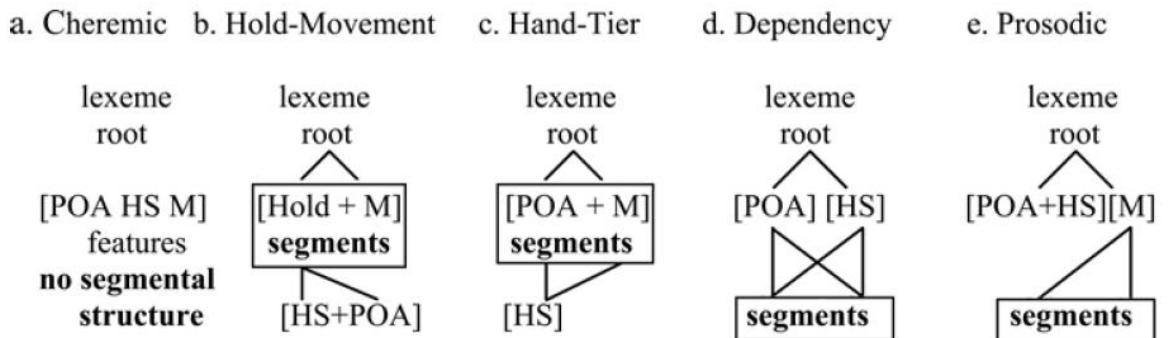 a. Cheremic b. Hold-Movement c. Hand-Tier d. Dependency e. Prosodic
lexeme lexeme lexeme lexeme lexeme
root root root root root
[POA HS M] [Hold + M] [POA + M] [POA] [HS] [POA+HS][M]
features segments segments
no segmental
structure [HS+POA] [HS] segments segments